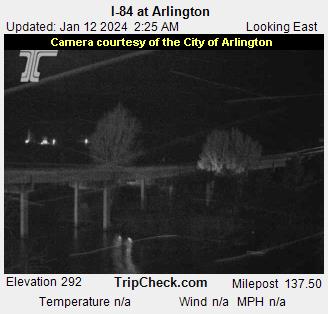 I-84 at Arlington
Updated: Jan 12 2024 2:25 AM Looking East
Camera courtesy of the City of Arlington
Elevation 292 TripCheck.com Milepost 137.50
Temperature n/a Wind n/a MPH n/a